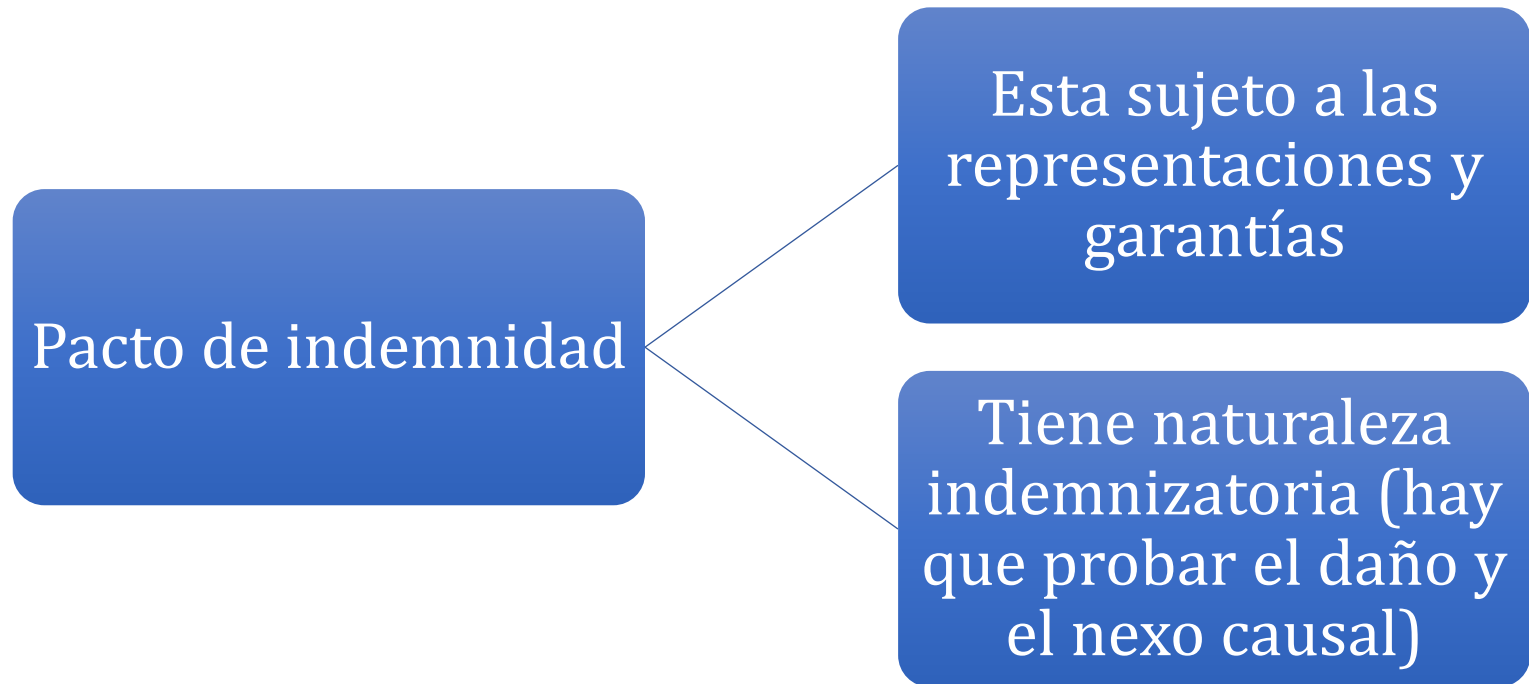 Pacto de indemnidad
Esta sujeto a las
representaciones y
garantías
Tiene naturaleza
indemnizatoria (hay
que probar el daño y
el nexo causal)